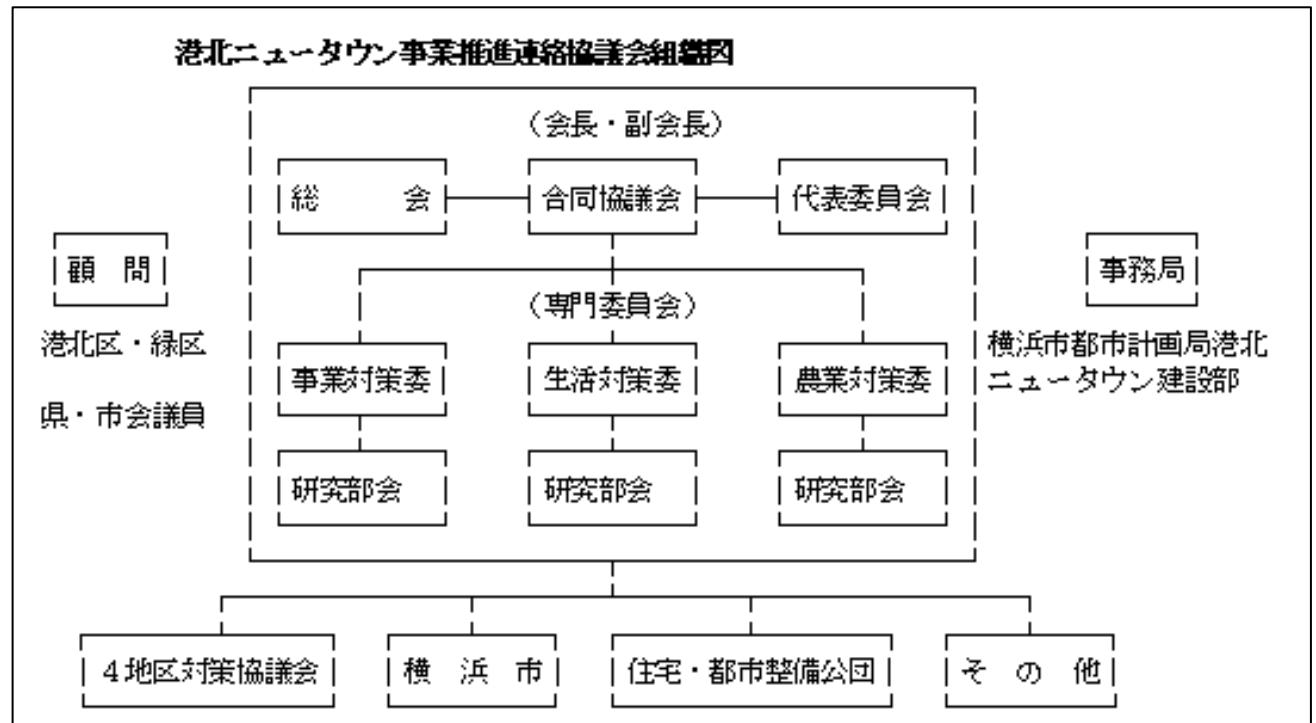 港北ニュータウン事業推進連絡協議会組織図
（会長・副会長）
総　　会
合同協議会
代表委員会
顧　問
港北区・緑区
県・市会議員
事務局
横浜市都市計画局港北
ニュータウン建設部
（専門委員会）
事業対策委
生活対策委
農業対策委
研究部会
研究部会
研究部会
４地区対策協議会
横　浜　市
住宅・都市整備公団
そ　の　他